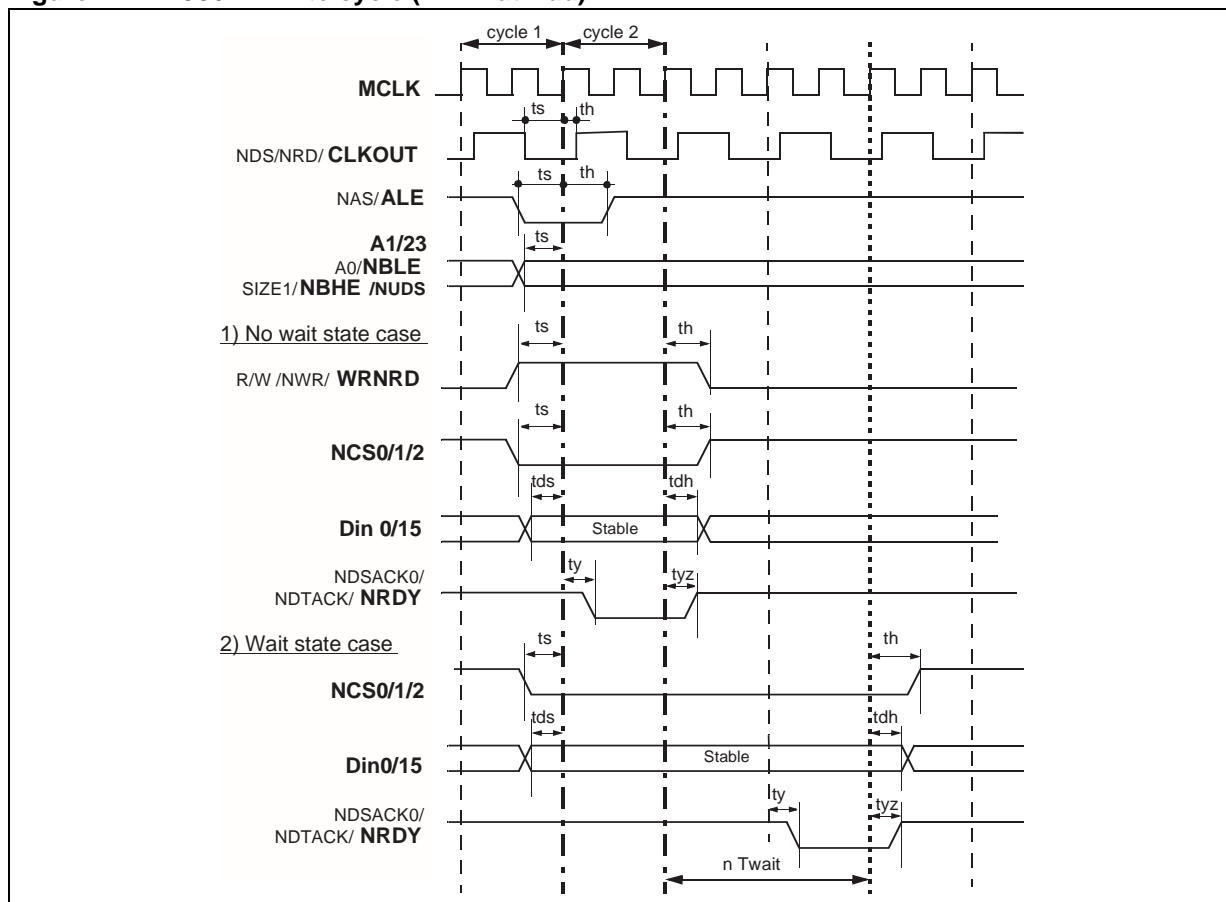 cycle 1 cycle 2
MCLK
ts th
NDS/NRD/ CLKOUT
ts th
NAS/ALE
ts
A1/23
A0/NBLE
SIZE1/NBHE /NUDS
1) No wait state case
ts th
R/W /NWR/ WRNRD
ts th
NCS0/1/2
tds tdh
Din 0/15 Stable
ty tyz
NDSACK0/
NDTACK/ NRDY
2) Wait state case
ts th
NCS0/1/2
tds tdh
Din0/15 Stable
ty tyz
NDSACK0/
NDTACK/ NRDY
n Twait